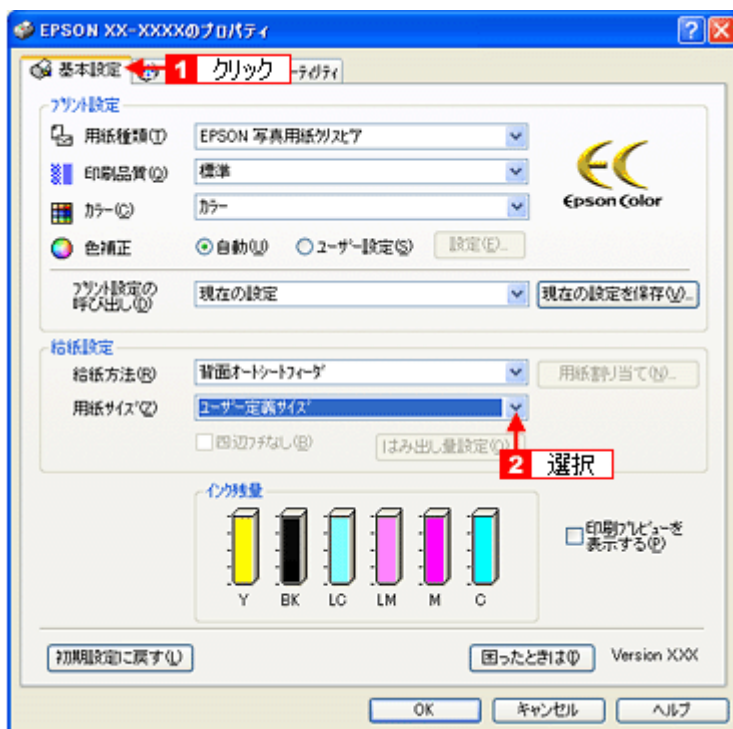 EPSON XX-XXXXのプロパティ
基本設定 1 クリック ーティリティ
プリント設定
用紙種類(T) EPSON 写真用紙クリスピア
印刷品質(Q) 標準
カラー(C) カラー
色補正 自動(U) ユーザー設定(S) 設定(E)...
EPSON Color
プリント設定の
呼び出し(D)
現在の設定 現在の設定を保存(V)...
給紙設定
給紙方法(R) 背面オートシートフィーダ 用紙割り当て(N)...
用紙サイズ(Z) ユーザー定義サイズ
四辺フチなし(B) はみ出し量設定(O)
2 選択
インク残量
Y BK LC LM M C
印刷プレビューを
表示する(P)
初期設定に戻す(L) 困ったときは(I) Version XXX
OK キャンセル ヘルプ